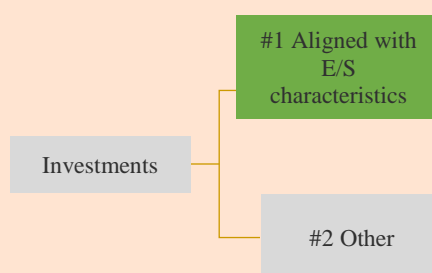 #1 Aligned with
E/S
characteristics
Investments
#2 Other